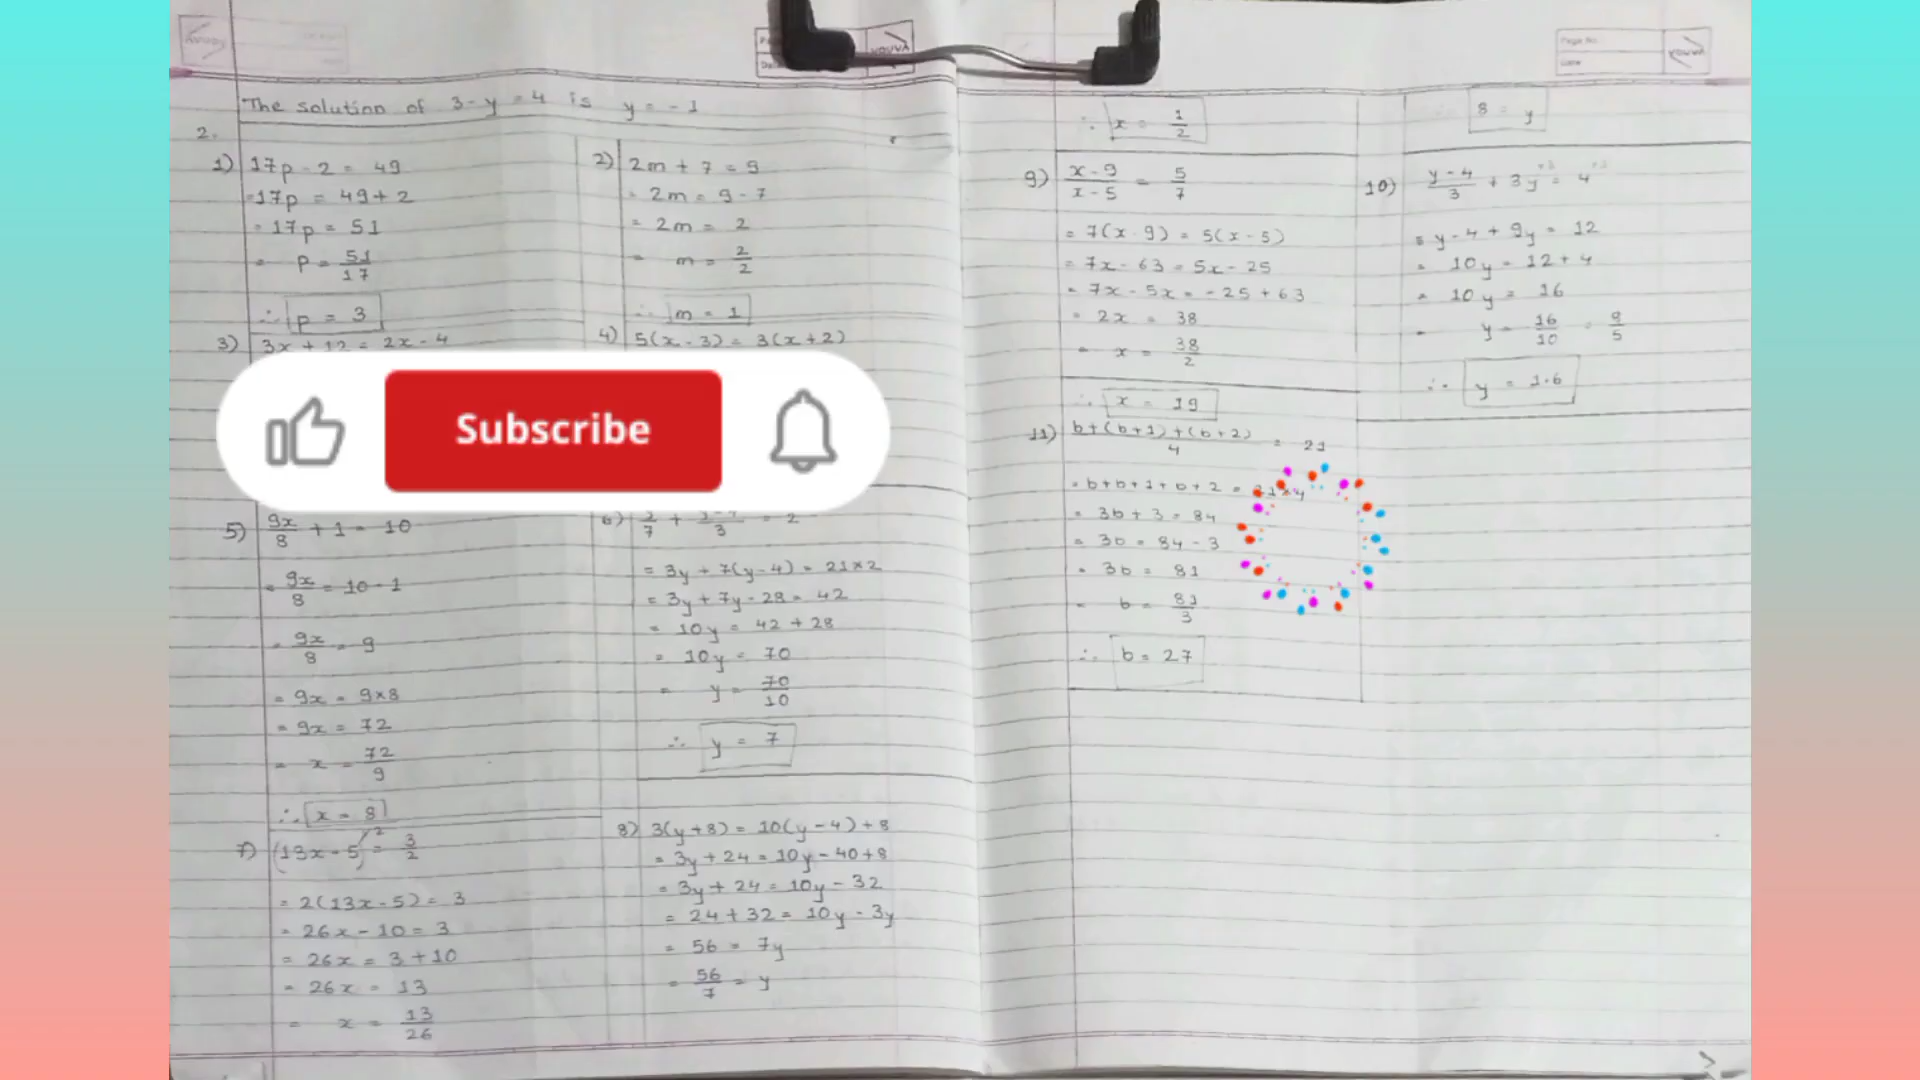 The solution of 3-y=4 is y=-1
2.
1) 17p - 2 = 49
=17p = 49+2
= 17p = 51
= p = 51/17
∴ p = 3
2) 2m + 7 = 9
= 2m = 9-7
= 2m = 2
= m = 2/2
∴ m = 1
3) 3x + 12 = 2x - 4
4) 5(x-3) = 3(x+2)
Subscribe
5) 9x/8 + 1 = 10
= 9x/8 = 10-1
= 9x/8 = 9
= 9x = 9×8
= 9x = 72
= x = 72/9
∴ x = 8
6)
= 3y + 7(y-4) = 21×2
= 3y + 7y - 28 = 42
= 10y = 42 + 28
= 10y = 70
= y = 70/10
∴ y = 7
7) (13x-5)² = 3/2
= 2(13x-5) = 3
= 26x - 10 = 3
= 26x = 3+10
= 26x = 13
= x = 13/26
8) 3(y+8) = 10(y-4)+8
= 3y + 24 = 10y - 40+8
= 3y + 24 = 10y - 32
= 24 + 32 = 10y - 3y
= 56 = 7y
= 56/7 = y
YOUVA
Page No.
Date
YOUVA
∴ x = 1/2
8 = y
9) x-9/x-5 = 5/7
= 7(x-9) = 5(x-5)
= 7x - 63 = 5x - 25
= 7x - 5x = -25+63
= 2x = 38
= x = 38/2
∴ x = 19
10) y-4/3 + 3y = 4
= y-4 + 9y = 12
= 10y = 12+4
= 10y = 16
= y = 16/10 = 8/5
∴ y = 1.6
11) b+(b+1)+(b+2)/4 = 21
= b+b+1+b+2 = 21×4
= 3b + 3 = 84
= 3b = 84 - 3
= 3b = 81
= b = 81/3
∴ b = 27